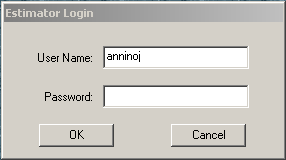 Estimator Login
User Name: anninoj
Password:
OK Cancel